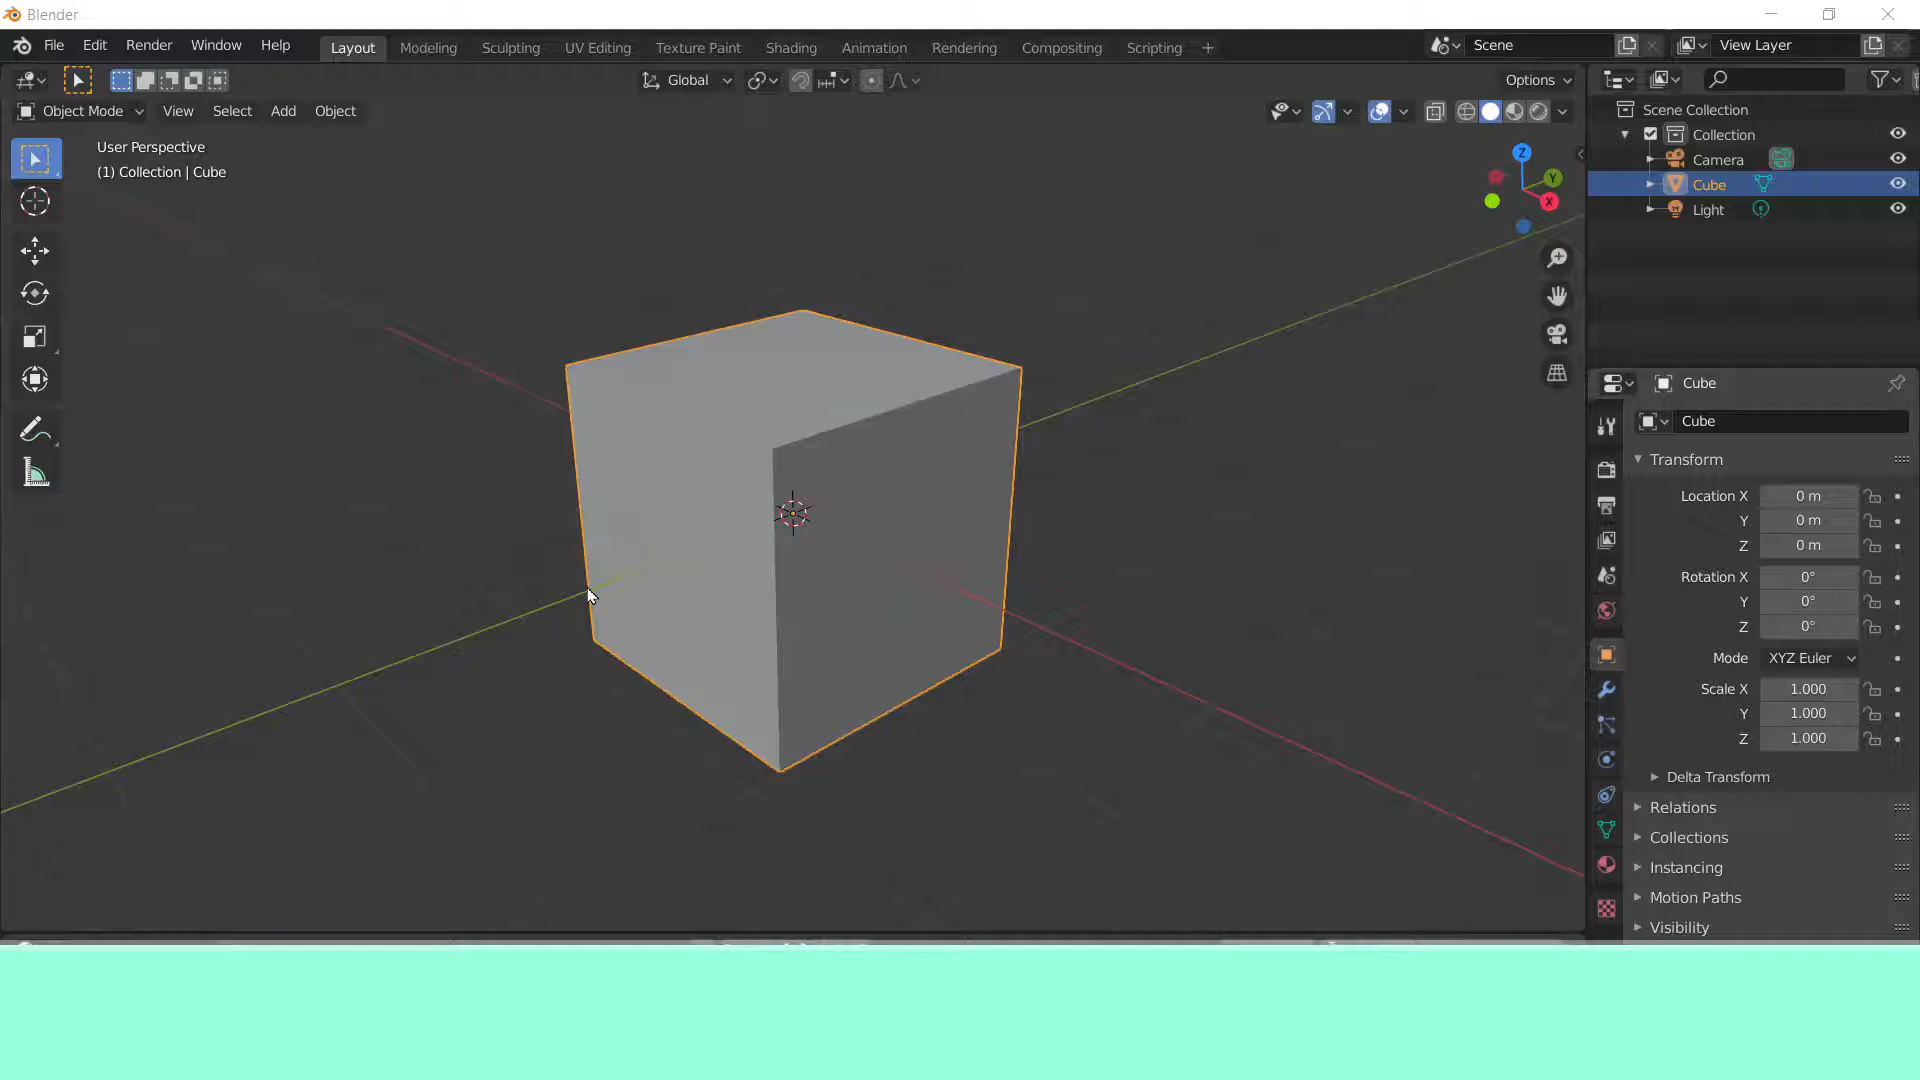 Blender
File Edit Render Window Help Layout Modeling Sculpting UV Editing Texture Paint Shading Animation Rendering Compositing Scripting + Scene View Layer
Global Options
Object Mode View Select Add Object
User Perspective
(1) Collection | Cube
Z
Y
X
Scene Collection
Collection
Camera
Cube
Light
Cube
Cube
Transform
Location X 0 m
Y 0 m
Z 0 m
Rotation X 0°
Y 0°
Z 0°
Mode XYZ Euler
Scale X 1.000
Y 1.000
Z 1.000
Delta Transform
Relations
Collections
Instancing
Motion Paths
Visibility